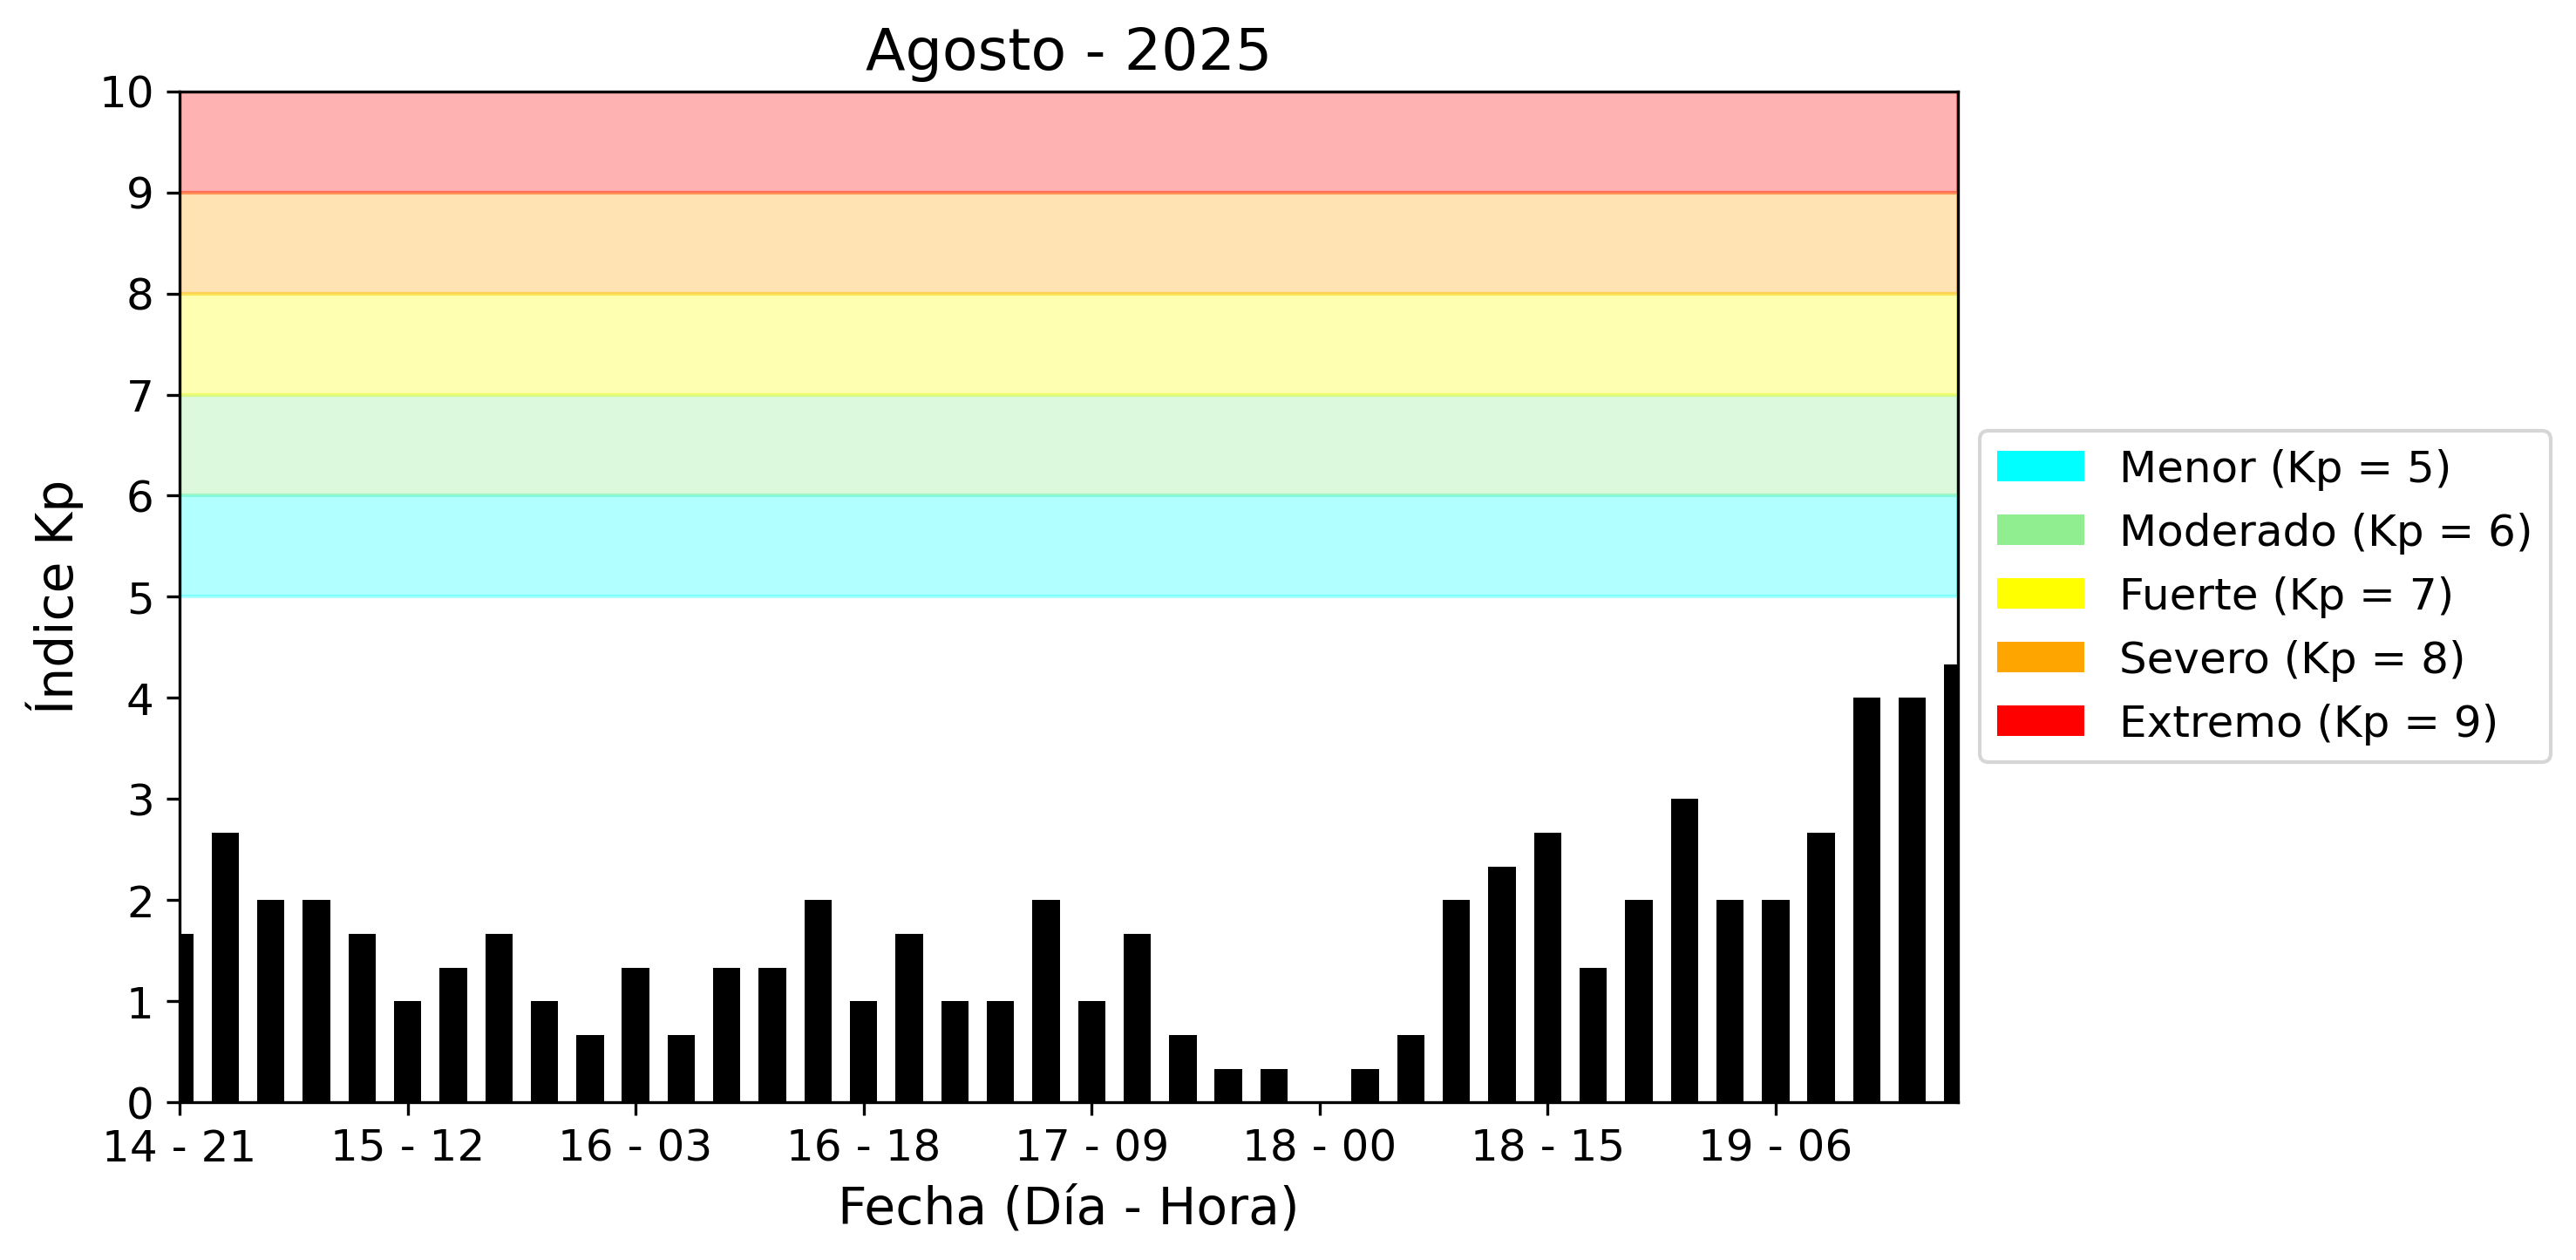 Agosto - 2025
10
9
8
7
6
5
4
3
2
1
0
Índice Kp
14 - 21
15 - 12
16 - 03
16 - 18
17 - 09
18 - 00
18 - 15
19 - 06
Fecha (Día - Hora)
Menor (Kp = 5)
Moderado (Kp = 6)
Fuerte (Kp = 7)
Severo (Kp = 8)
Extremo (Kp = 9)